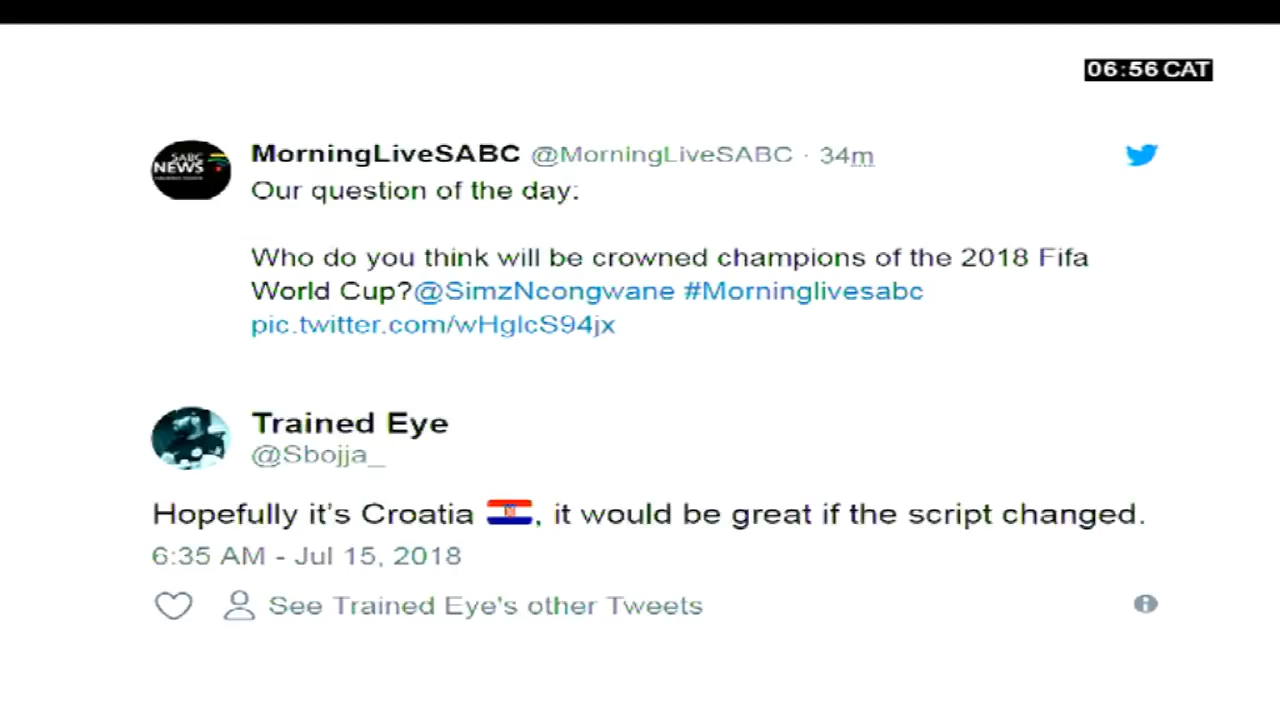 06:56 CAT
SABC
NEWS
MorningLiveSABC @MorningLiveSABC · 34m
Our question of the day:
Who do you think will be crowned champions of the 2018 Fifa
World Cup?@SimzNcongwane #Morninglivesabc
pic.twitter.com/wHglcS94jx
Trained Eye
@Sbojja_
Hopefully it's Croatia 🇭🇷, it would be great if the script changed.
6:35 AM - Jul 15, 2018
See Trained Eye's other Tweets